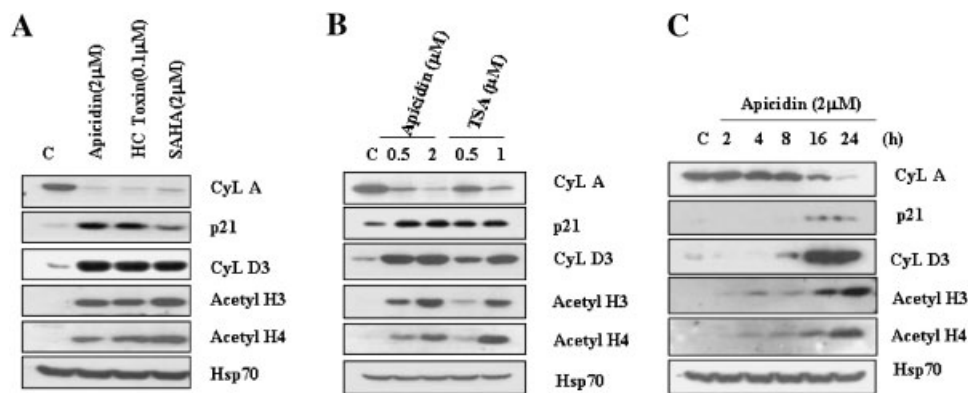 A
C
Apicidin(2μM)
HC Toxin(0.1μM)
SAHA(2μM)
CyL A
p21
CyL D3
Acetyl H3
Acetyl H4
Hsp70
B
Apicidin (μM)
TSA (μM)
C 0.5 2 0.5 1
CyL A
p21
CyL D3
Acetyl H3
Acetyl H4
Hsp70
C
Apicidin (2μM)
C 2 4 8 16 24 (h)
CyL A
p21
CyL D3
Acetyl H3
Acetyl H4
Hsp70